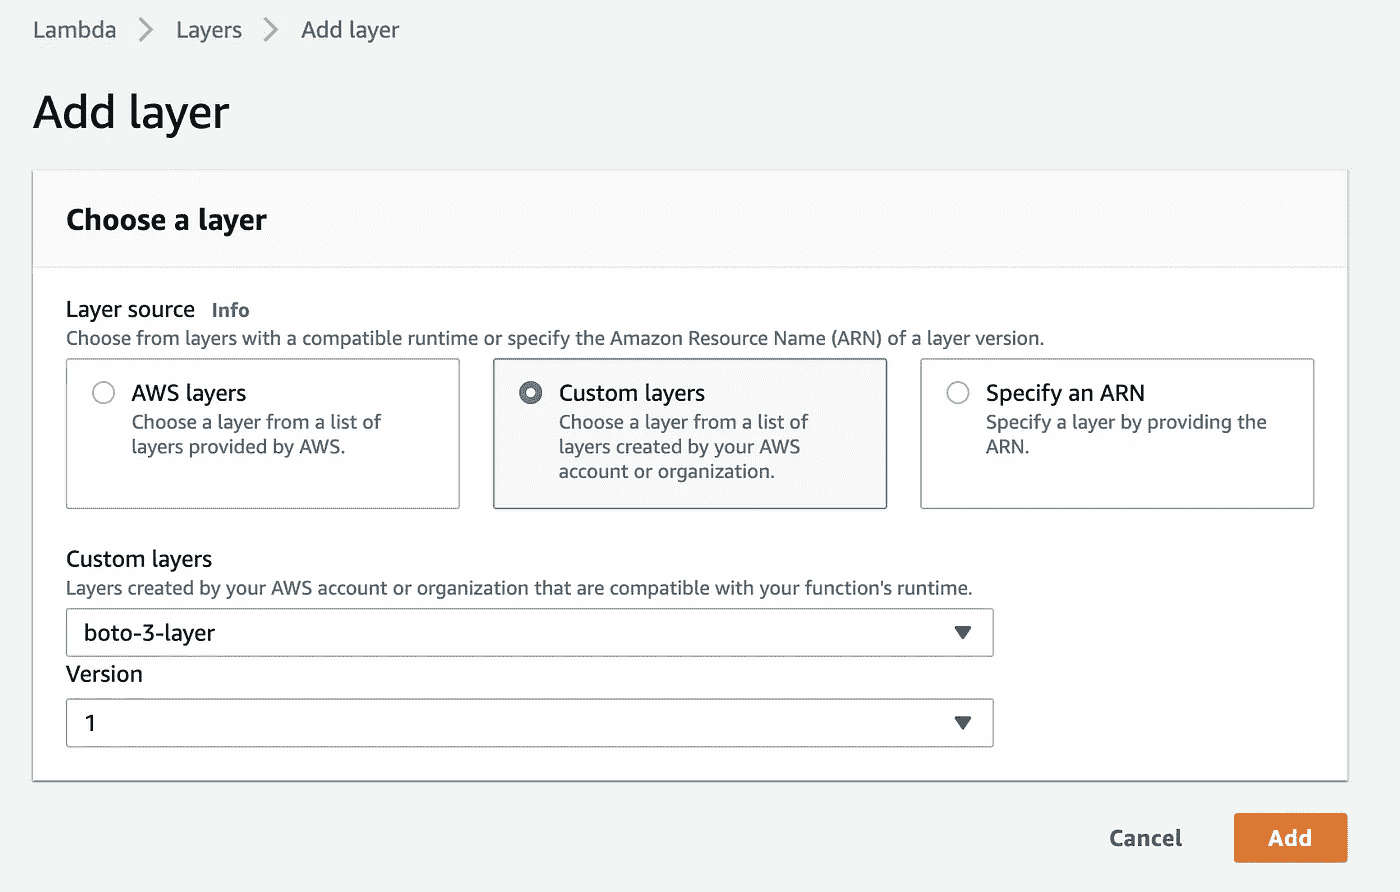 Lambda > Layers > Add layer
Add layer
Choose a layer
Layer source Info
Choose from layers with a compatible runtime or specify the Amazon Resource Name (ARN) of a layer version.
AWS layers
Choose a layer from a list of
layers provided by AWS.
Custom layers
Choose a layer from a list of
layers created by your AWS
account or organization.
Specify an ARN
Specify a layer by providing the
ARN.
Custom layers
Layers created by your AWS account or organization that are compatible with your function's runtime.
boto-3-layer
Version
1
Cancel Add